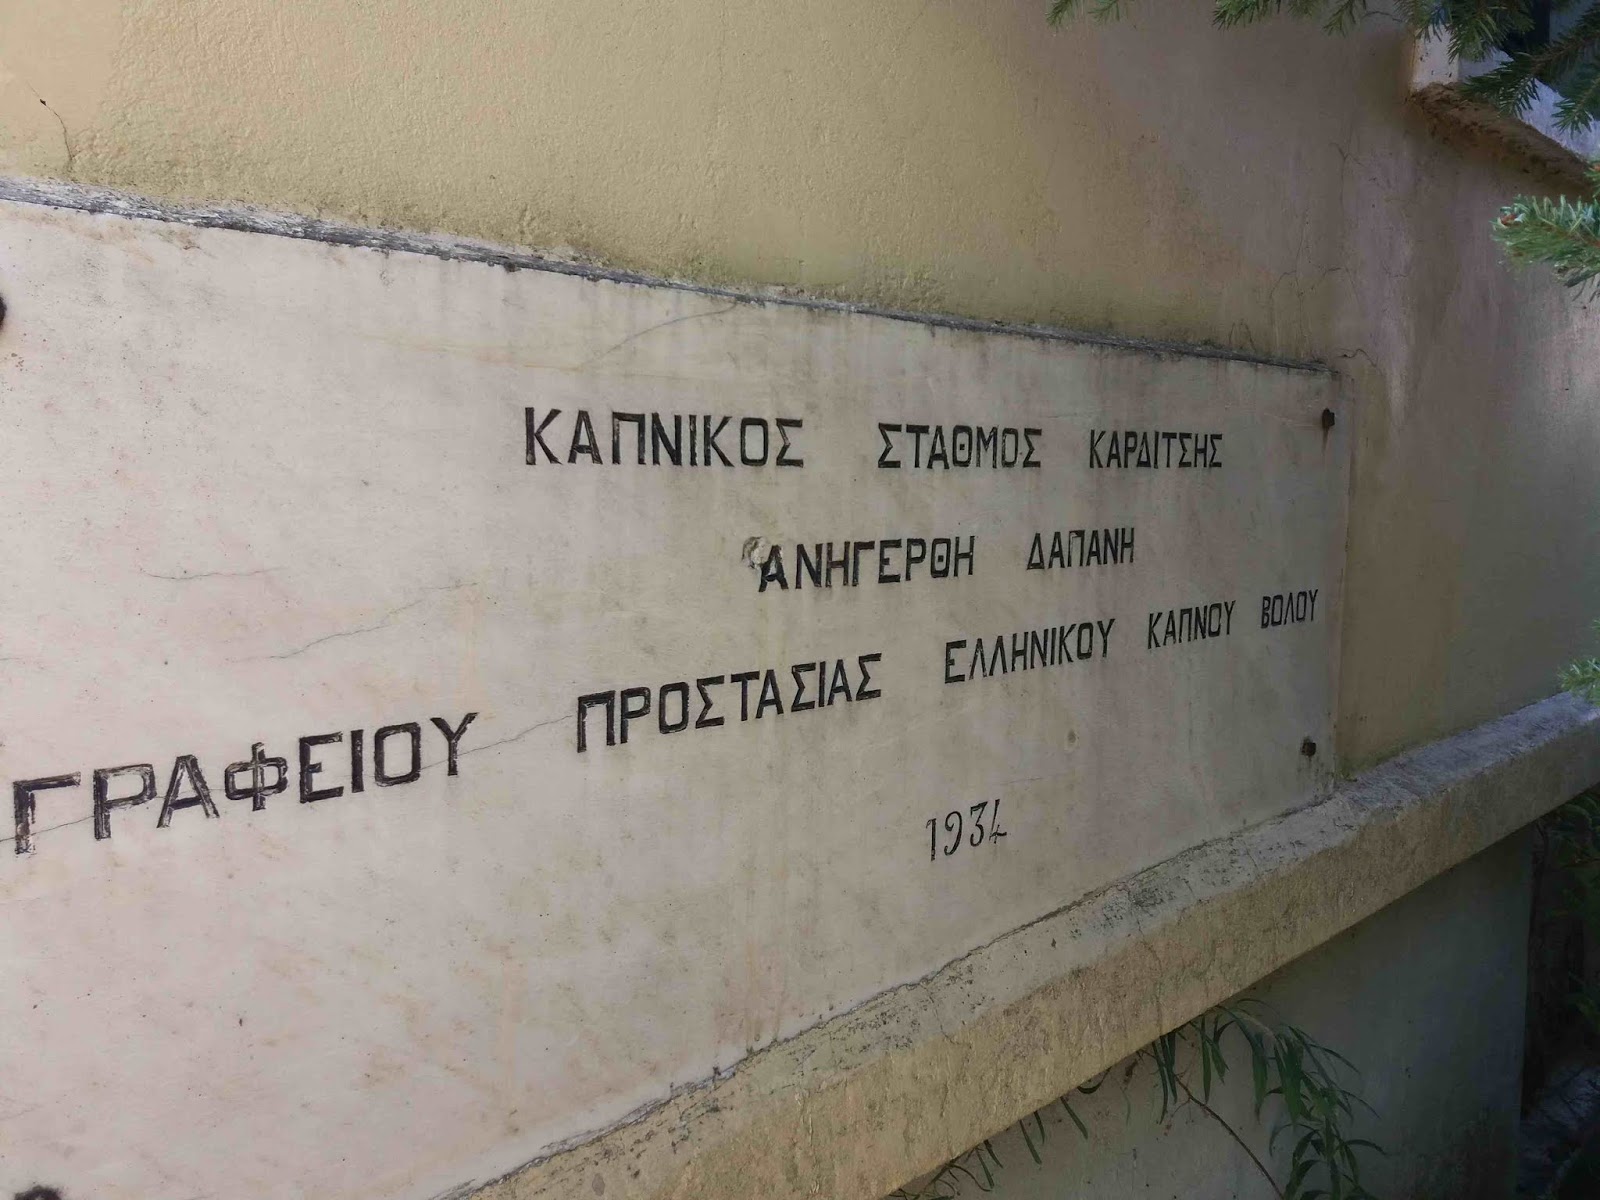 ΚΑΠΝΙΚΟΣ ΣΤΑΘΜΟΣ ΚΑΡΔΙΤΣΗΣ
ΑΝΗΓΕΡΘΗ ΔΑΠΑΝΗ
ΓΡΑΦΕΙΟΥ ΠΡΟΣΤΑΣΙΑΣ ΕΛΛΗΝΙΚΟΥ ΚΑΠΝΟΥ ΒΟΛΟΥ
1934